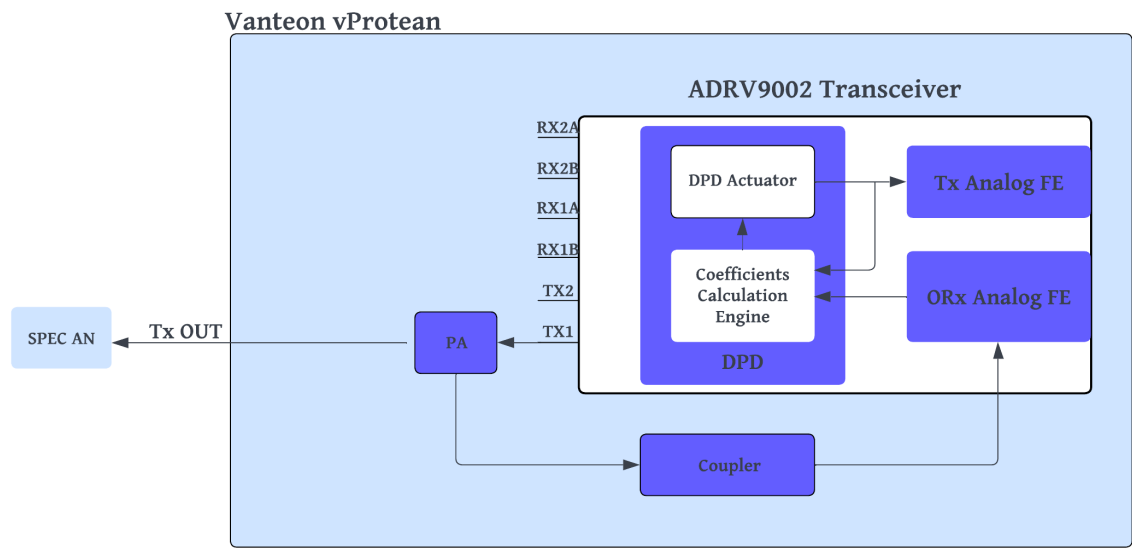 Vanteon vProtean
ADRV9002 Transceiver
RX2A
RX2B
RX1A
RX1B
TX2
TX1
DPD Actuator
Tx Analog FE
Coefficients
Calculation
Engine
ORx Analog FE
DPD
SPEC AN
Tx OUT
PA
Coupler